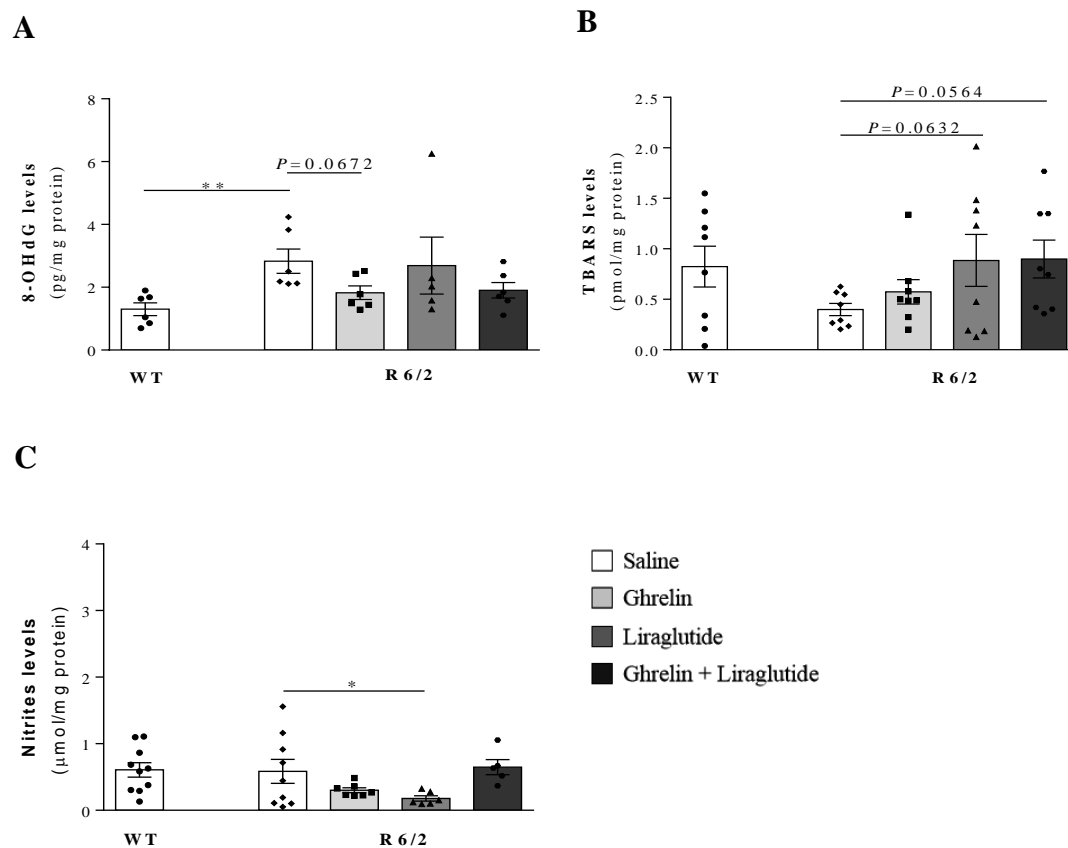 A
8-OHdG levels
(pg/mg protein)
8
6
4
2
0
**
P=0.0672
WT
R6/2
B
TBARS levels
(pmol/mg protein)
2.5
2.0
1.5
1.0
0.5
0.0
P=0.0564
P=0.0632
WT
R6/2
C
Nitrites levels
(μmol/mg protein)
4
3
2
1
0
*
WT
R6/2
Saline
Ghrelin
Liraglutide
Ghrelin + Liraglutide